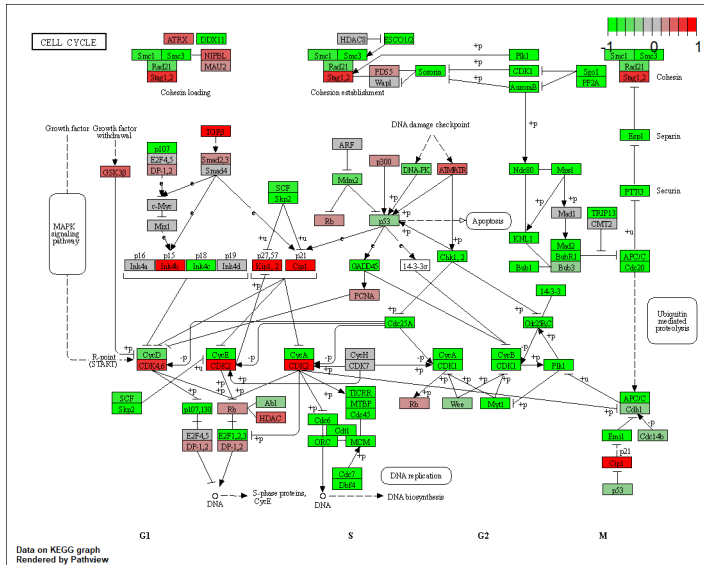 CELL CYCLE
-1 0 1
ATRX DDX11
Smc1 Smc3 NIPBL
Rad21 MAU2
Stag1,2
Cohesin loading
HDAC8 ESCO1/2
Smc1 Smc3
Rad21
Stag1,2
PDS5
Wapl
Sororin
Cohesion establishment
+p
Plk1
CDK1
AuroraB
Sgo1
PP2A
Smc1 Smc3
Rad21
Stag1,2
Cohesin
Growth factor
Growth factor
withdrawal
GSK3β
TGFβ
p107
E2F4,5
DP-1,2
Smad2,3
Smad4
c-Myc
Miz1
SCF
Skp2
ARF
Mdm2
p300
DNA damage checkpoint
DNA-PK
ATM/ATR
Rb
p53
Apoptosis
Ndc80
Mps1
Mad1
KNL1
Mad2
BubR1
Bub3
Bub1
Esp1
Separin
PTTG
Securin
TRIP13
CMT2
APC/C
Cdc20
MAPK
signaling
pathway
p16 p15 p18 p19 p27,57 p21
Ink4a Ink4b Ink4c Ink4d Kip1,2 Cip1
GADD45
14-3-3σ
Chk1,2
PCNA
14-3-3
Cdc25A
Cdc25B,C
Ubiquitin
mediated
proteolysis
R-point
(START)
CycD
CDK4,6
CycE
CDK2
CycA
CDK2
CycH
CDK7
CycA
CDK1
CycB
CDK1
Plk1
SCF
Skp2
p107,130
E2F4,5
DP-1,2
Rb
Abl
HDAC
E2F1,2,3
DP-1,2
TICRR
MTBP
Cdc45
Cdc6
Cdt1
ORC
MCM
Cdc7
Dbf4
Rb
Wee
Myt1
APC/C
Cdh1
Emi1
Cdc14b
p21
Cip1
p53
DNA replication
DNA
S-phase proteins,
CycE
DNA
DNA biosynthesis
G1 S G2 M
Data on KEGG graph
Rendered by Pathview